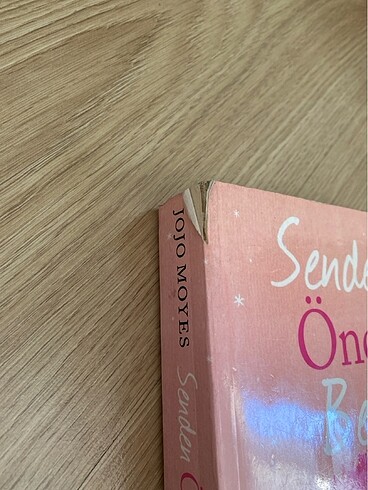 JOJO MOYES Senden Ö
Sende
Önc
Be